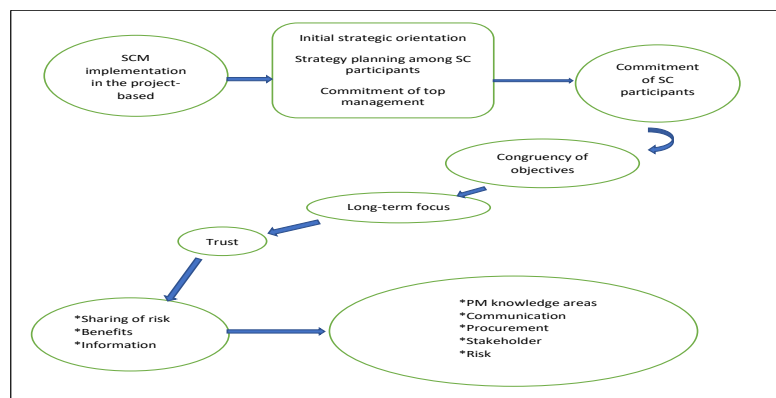 SCM
implementation
in the project-
based
Initial strategic orientation
Strategy planning among SC
participants
Commitment of top
management
Commitment
of SC
participants
Congruency of
objectives
Long-term focus
Trust
*Sharing of risk
*Benefits
*Information
*PM knowledge areas
*Communication
*Procurement
*Stakeholder
*Risk